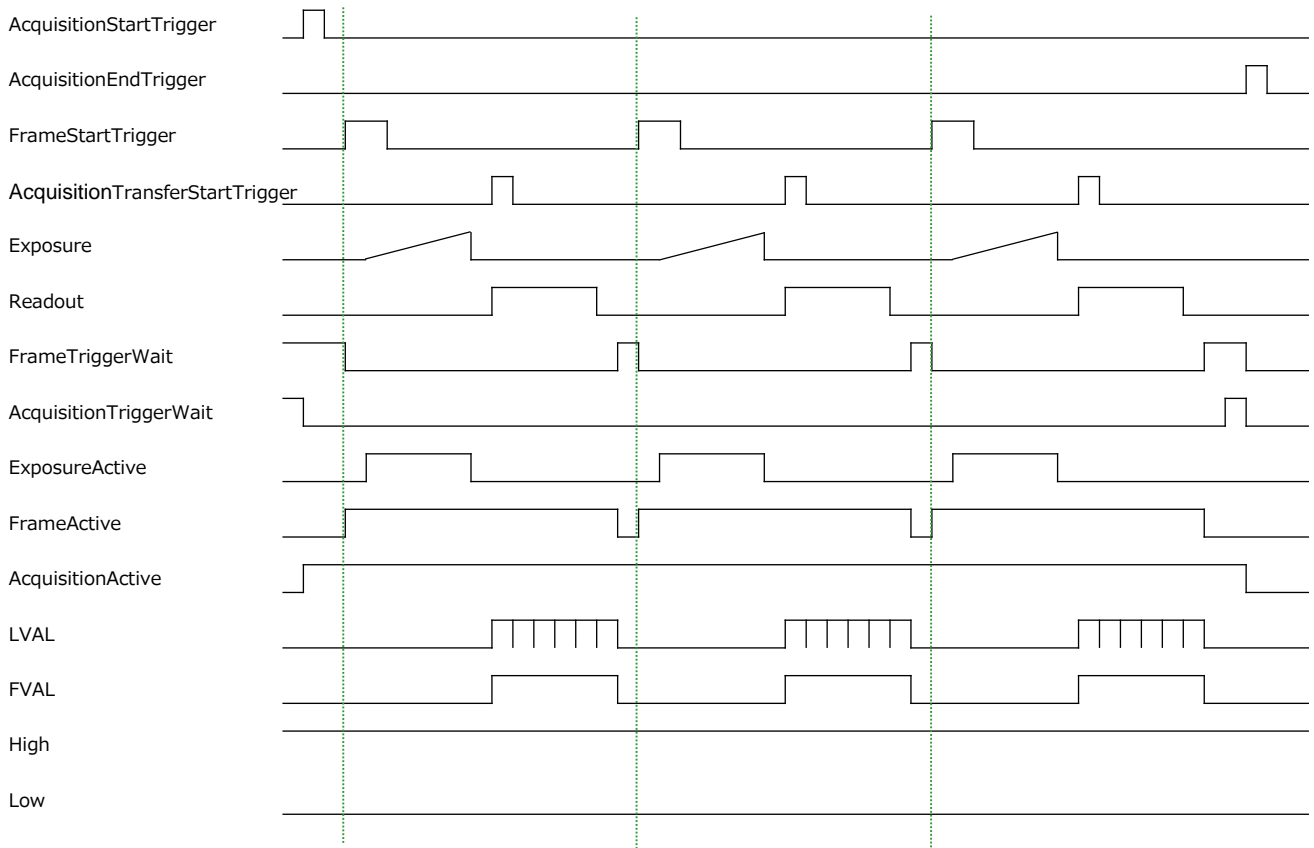 AcquisitionStartTrigger
AcquisitionEndTrigger
FrameStartTrigger
AcquisitionTransferStartTrigger
Exposure
Readout
FrameTriggerWait
AcquisitionTriggerWait
ExposureActive
FrameActive
AcquisitionActive
LVAL
FVAL
High
Low